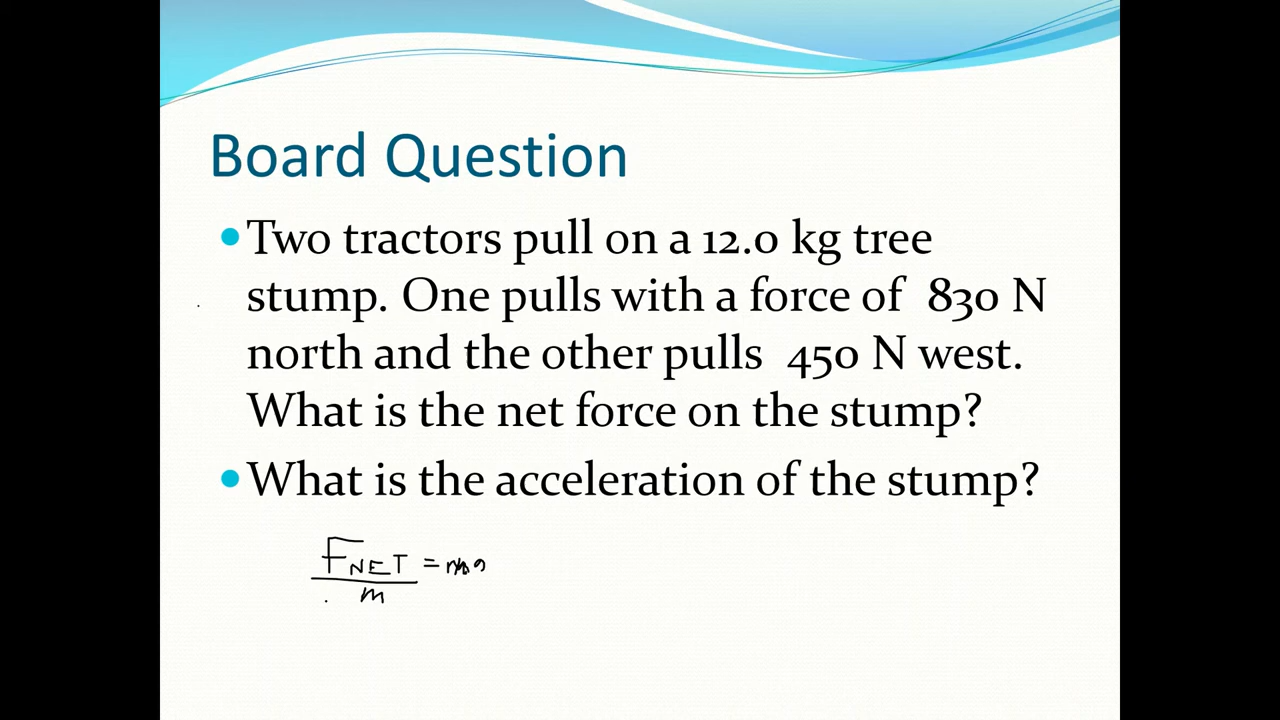 Board Question
• Two tractors pull on a 12.0 kg tree
stump. One pulls with a force of 830 N
north and the other pulls 450 N west.
What is the net force on the stump?
• What is the acceleration of the stump?
FNET = ma
m